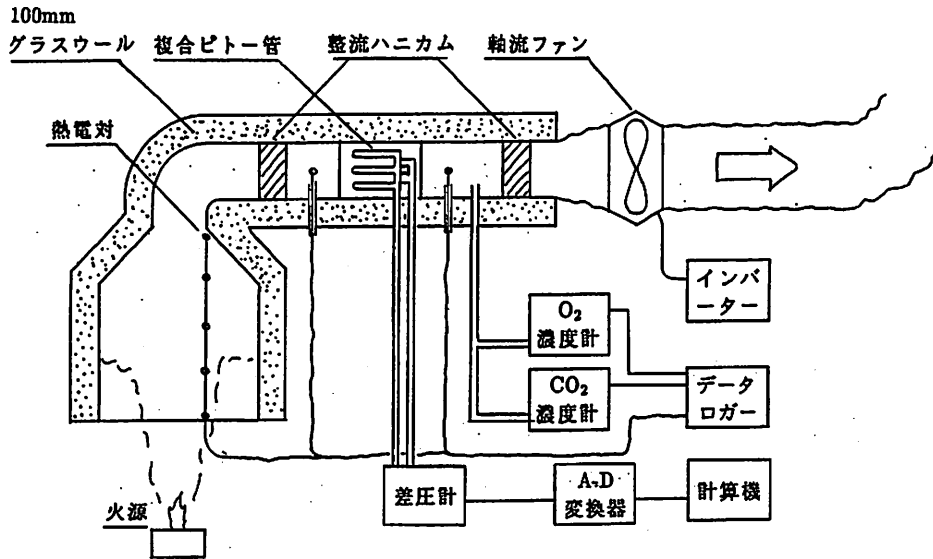 100mm
グラスウール
複合ピトー管
整流ハニカム
軸流ファン
熱電対
インバ
ーター
O₂
濃度計
CO₂
濃度計
データ
ロガー
差圧計
A-D
変換器
計算機
火源